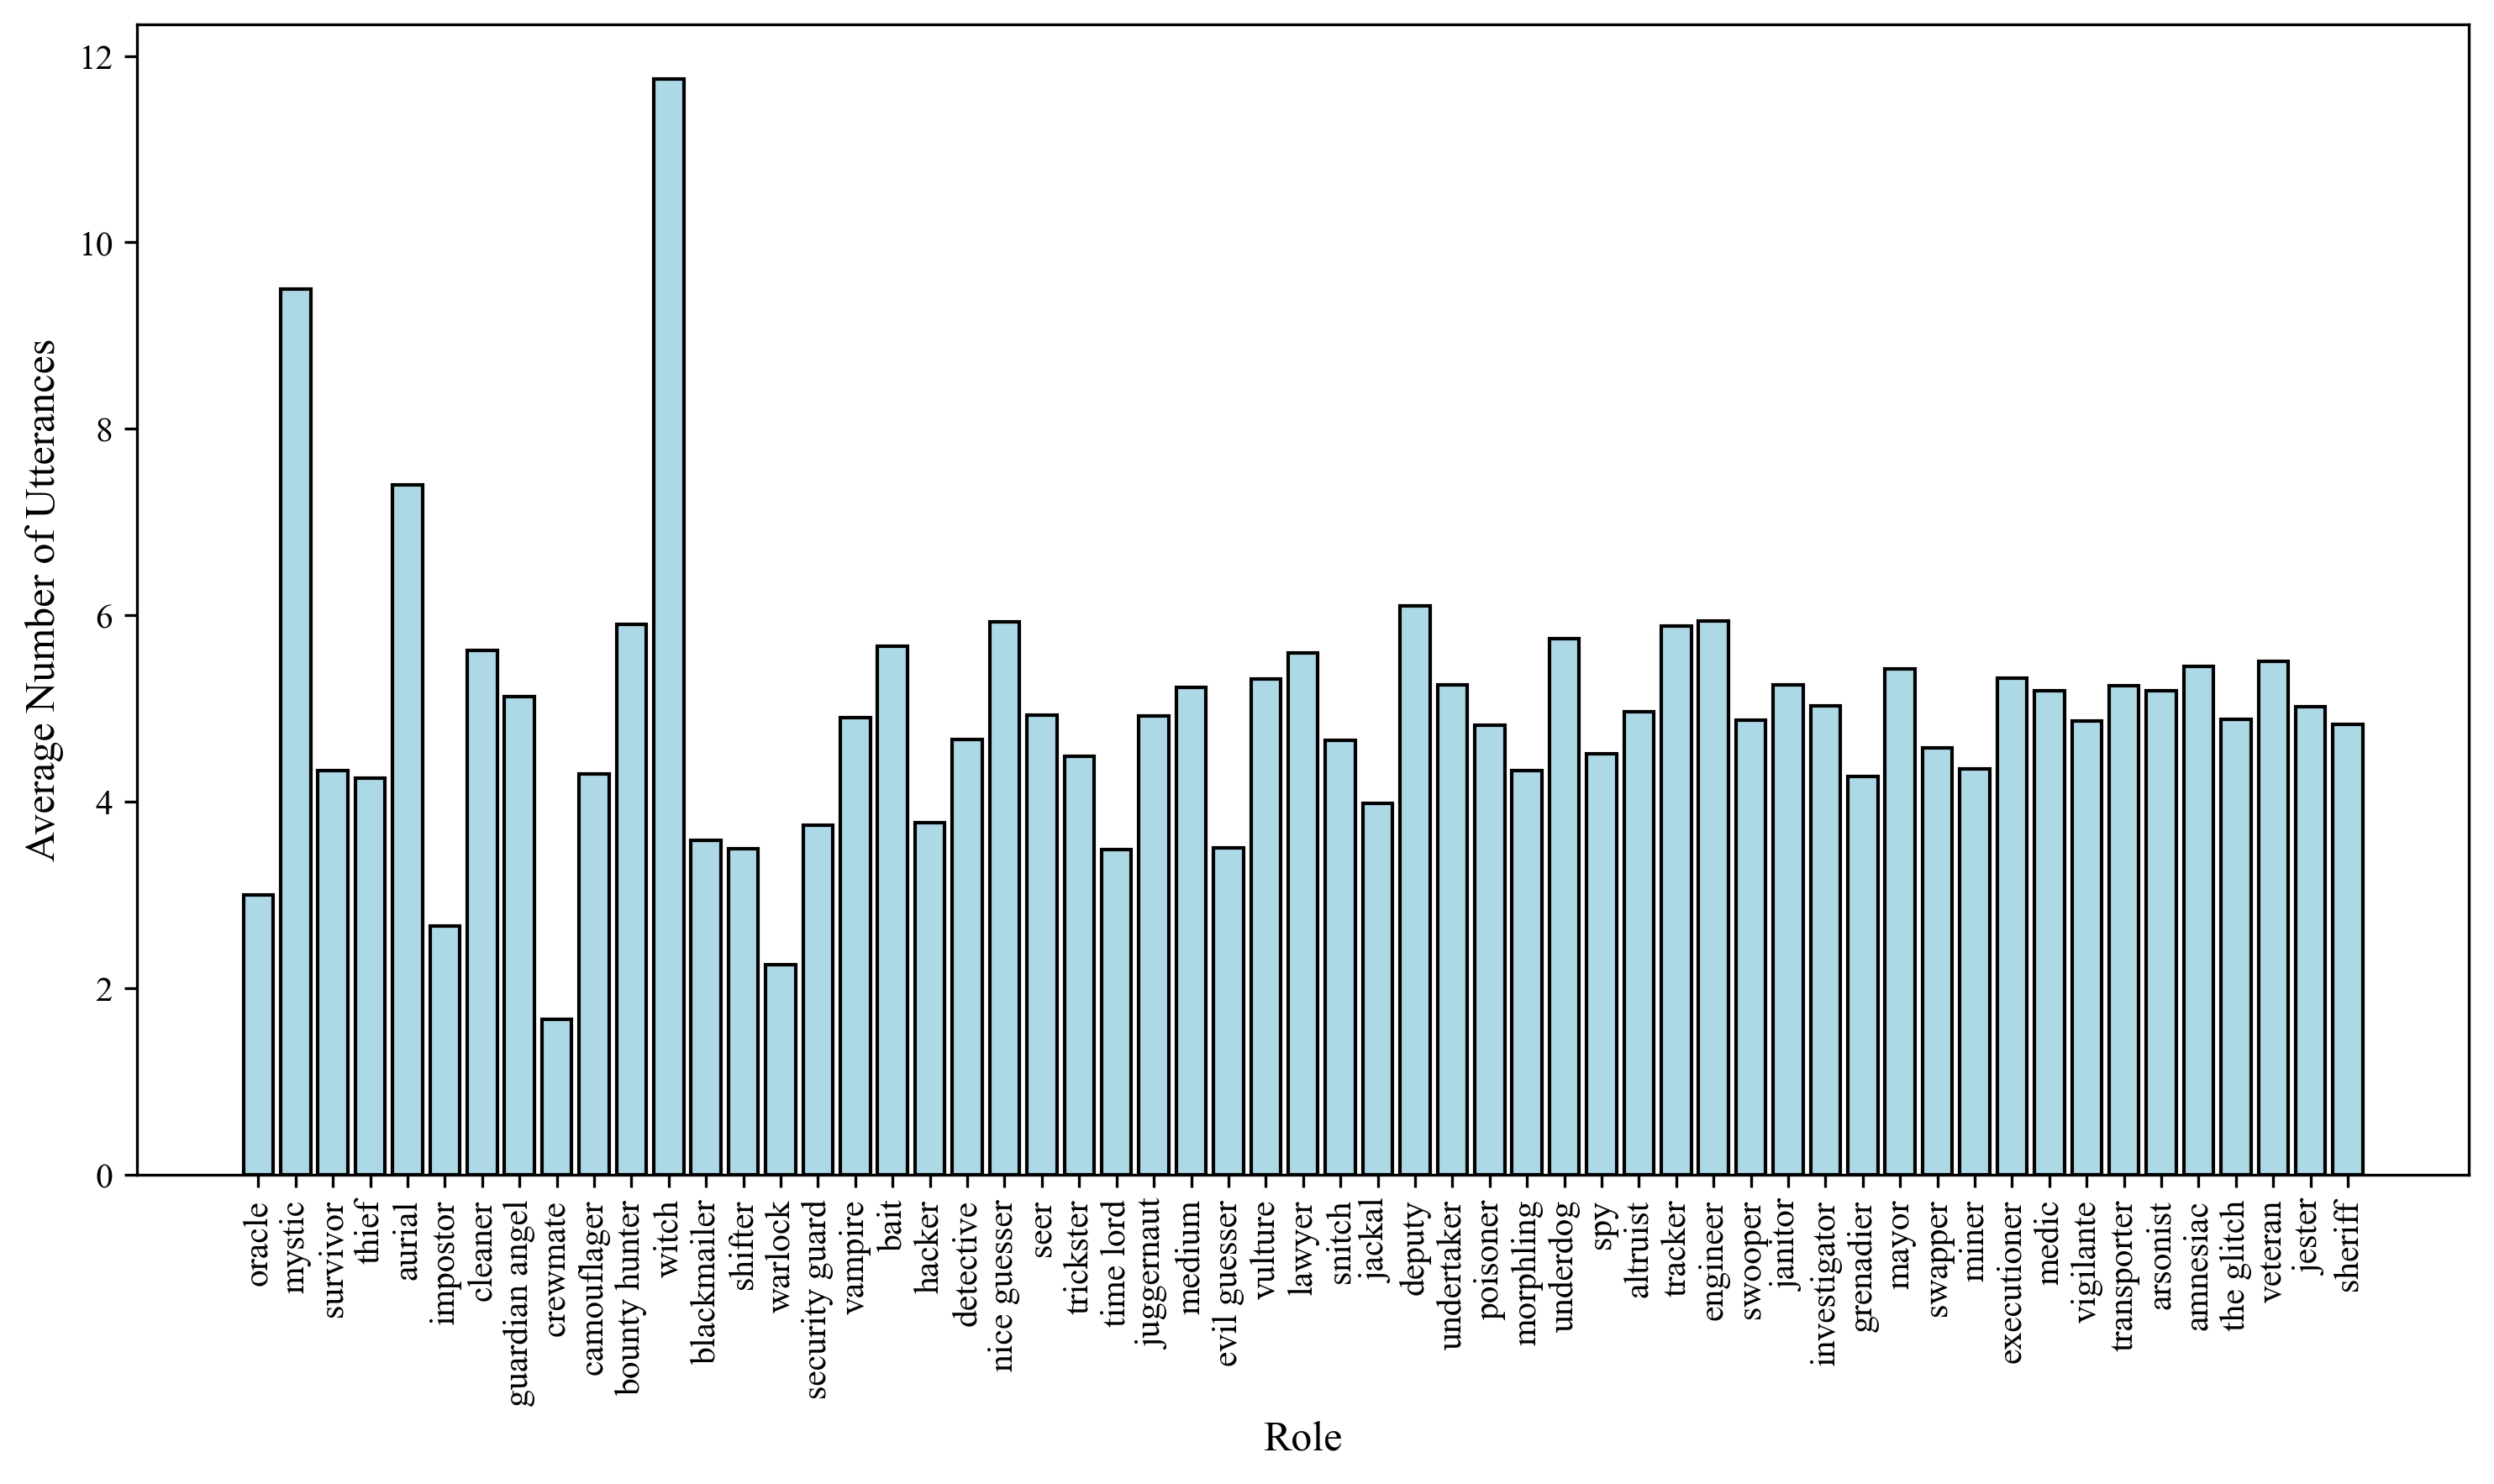 12
10
8
6
4
2
0
Average Number of Utterances
oracle
mystic
survivor
thief
aurial
impostor
cleaner
guardian angel
crewmate
camouflager
bounty hunter
witch
blackmailer
shifter
warlock
security guard
vampire
bait
hacker
detective
nice guesser
seer
trickster
time lord
juggernaut
medium
evil guesser
vulture
lawyer
snitch
jackal
deputy
undertaker
poisoner
morphling
underdog
spy
altruist
tracker
engineer
swooper
janitor
investigator
grenadier
mayor
swapper
miner
executioner
medic
vigilante
transporter
arsonist
amnesiac
the glitch
veteran
jester
sheriff
Role